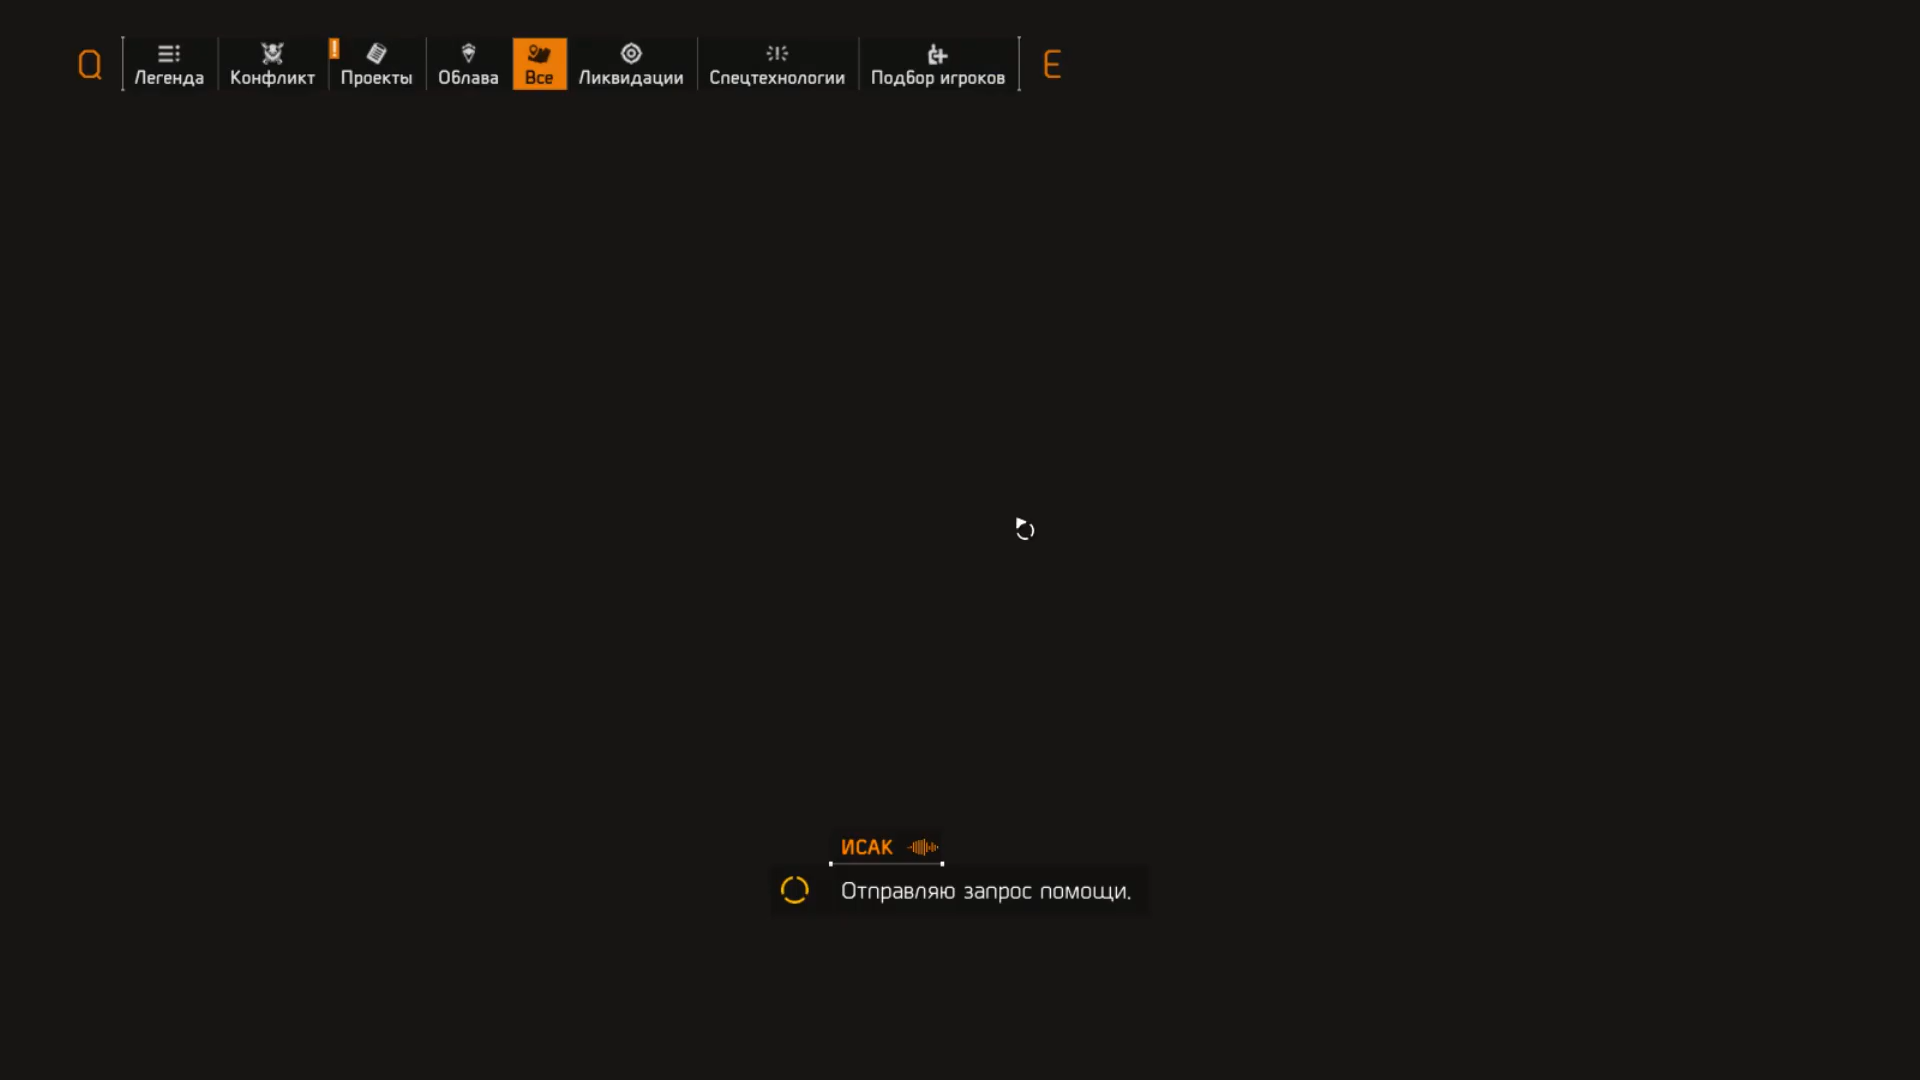 Q
Легенда
Конфликт
!
Проекты
Облава
Все
Ликвидации
Спецтехнологии
Подбор игроков
E
ИСАК
Отправляю запрос помощи.